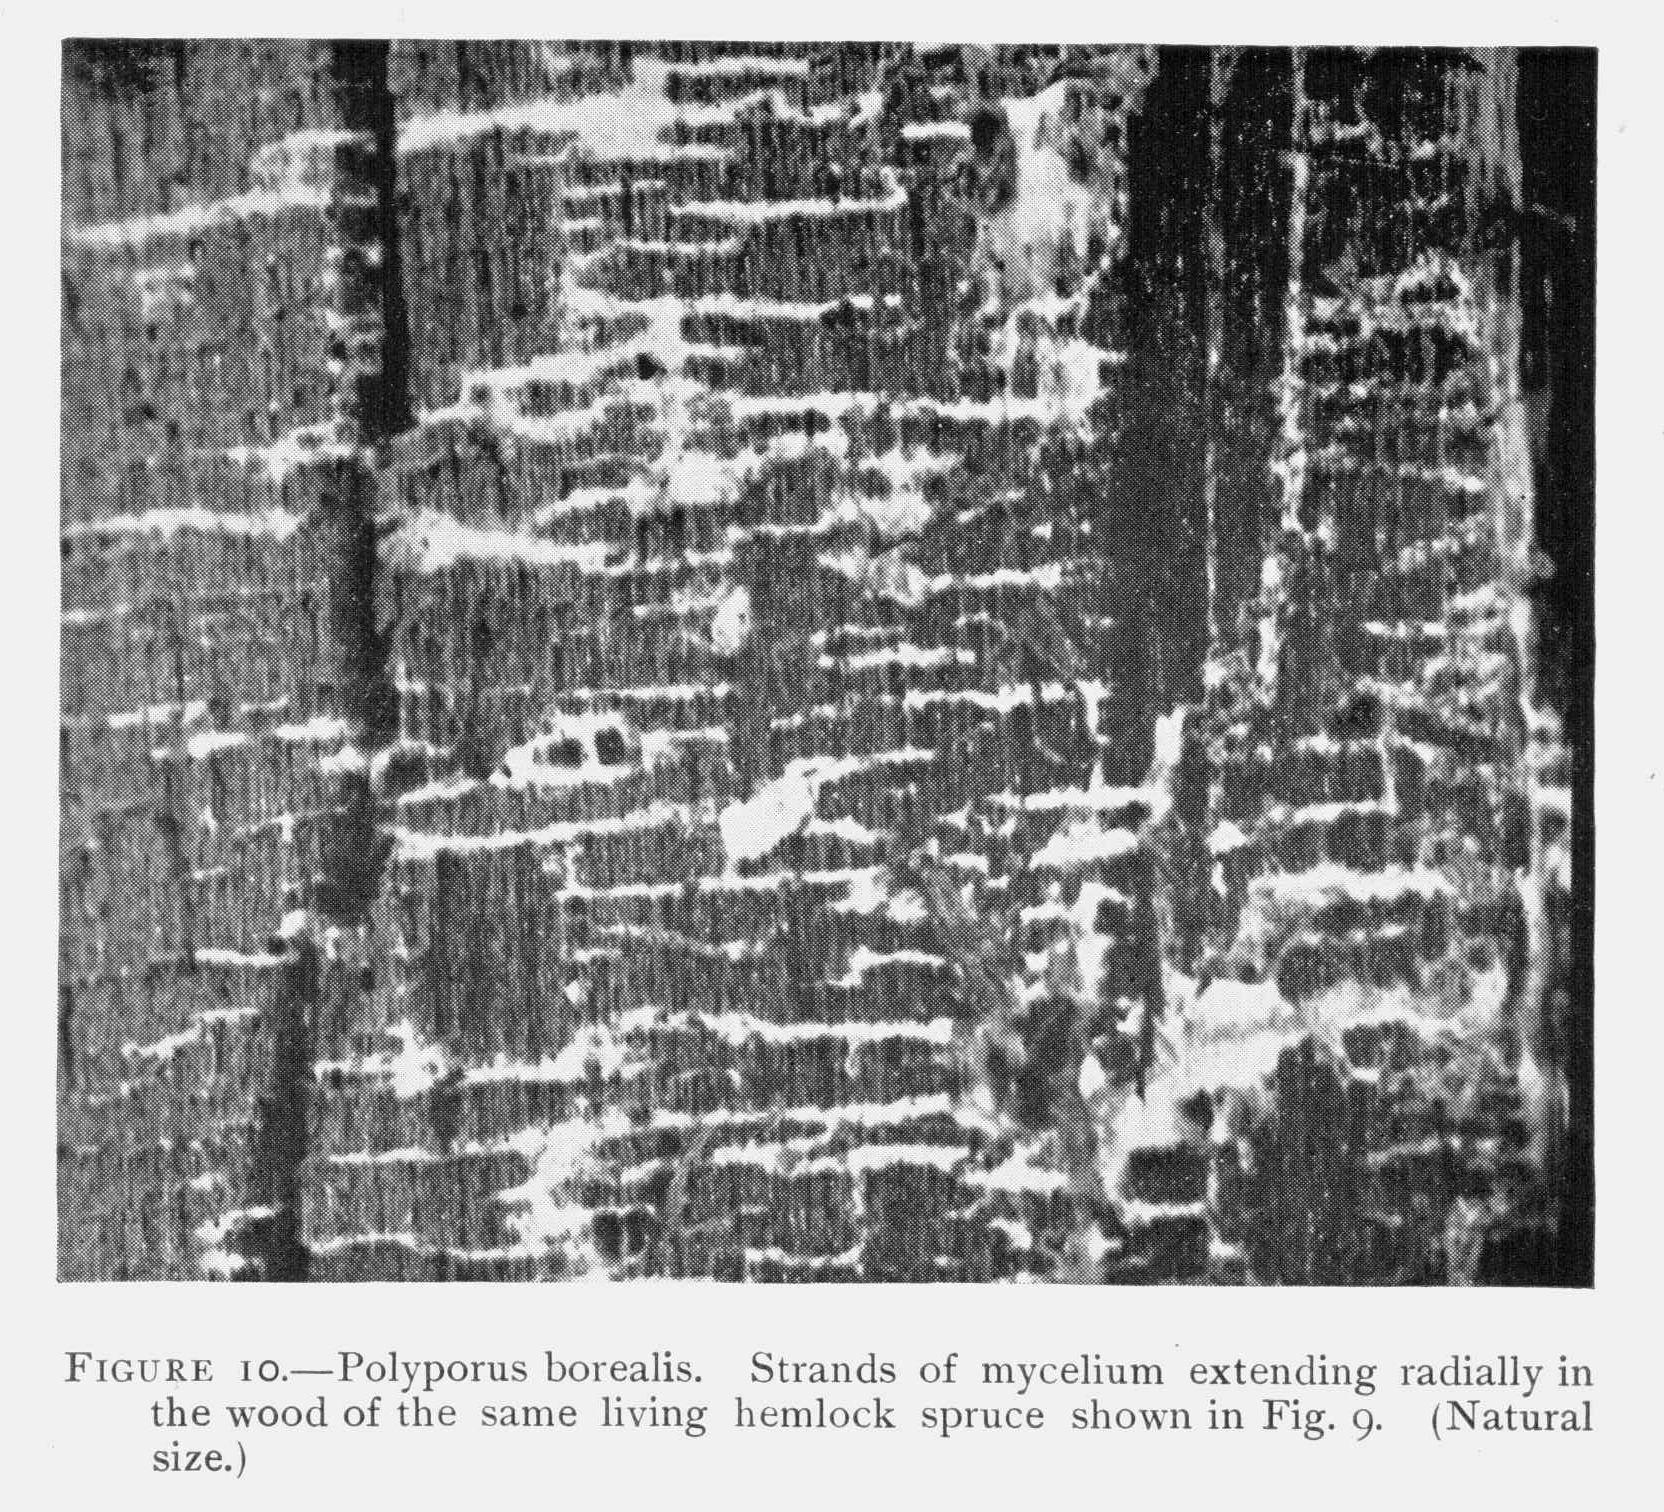 FIGURE 10.—Polyporus borealis. Strands of mycelium extending radially in
the wood of the same living hemlock spruce shown in Fig. 9. (Natural
size.)